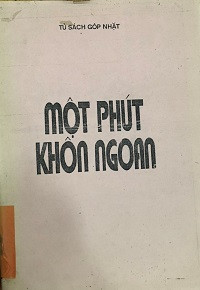 TỦ SÁCH GÓP NHẶT
MỘT PHÚT
KHÔN NGOAN